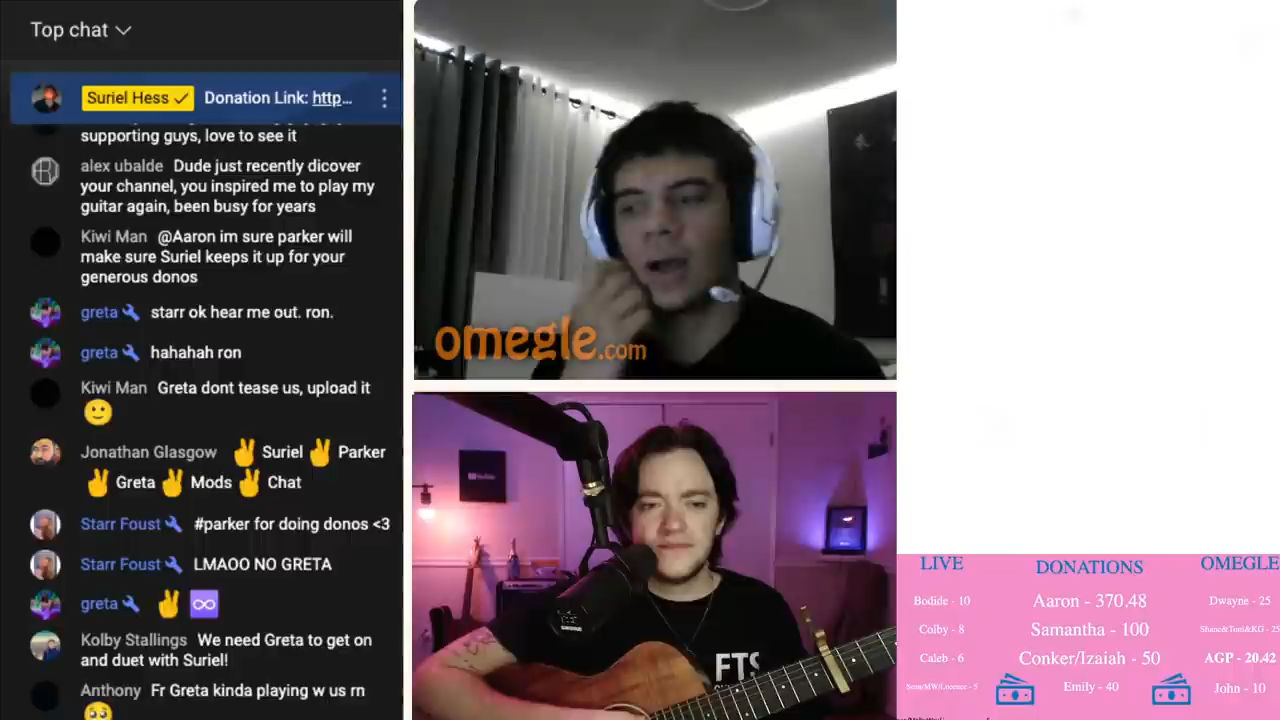 Top chat
Suriel Hess Donation Link: http...
supporting guys, love to see it
alex ubalde Dude just recently dicover
your channel, you inspired me to play my
guitar again, been busy for years
Kiwi Man @Aaron im sure parker will
make sure Suriel keeps it up for your
generous donos
greta starr ok hear me out. ron.
greta hahahah ron
Kiwi Man Greta dont tease us, upload it
🙂
Jonathan Glasgow ✌️ Suriel ✌️ Parker
✌️ Greta ✌️ Mods ✌️ Chat
Starr Foust #parker for doing donos <3
Starr Foust LMAOO NO GRETA
greta ✌️ ♾️
Kolby Stallings We need Greta to get on
and duet with Suriel!
Anthony Fr Greta kinda playing w us rn
🥺
omegle.com
YouTube
FTS
LIVE
Bodide - 10
Colby - 8
Caleb - 6
DONATIONS
Aaron - 370.48
Samantha - 100
Conker/Izaiah - 50
Emily - 40
OMEGLE
Dwayne - 25
Shane&Toni&KG - 25
AGP - 20.42
John - 10